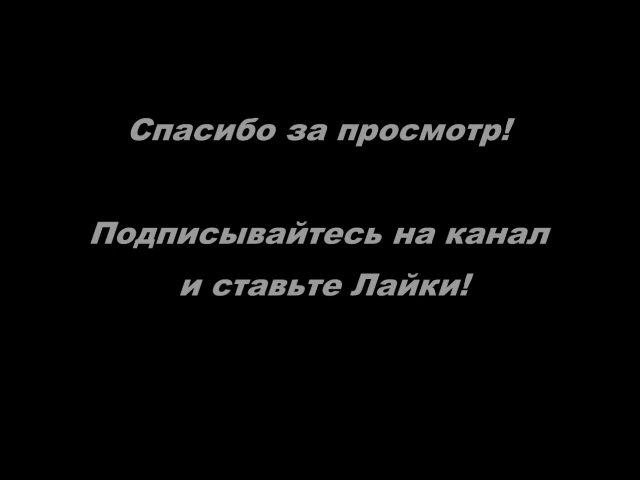 Спасибо за просмотр!
Подписывайтесь на канал
и ставьте Лайки!